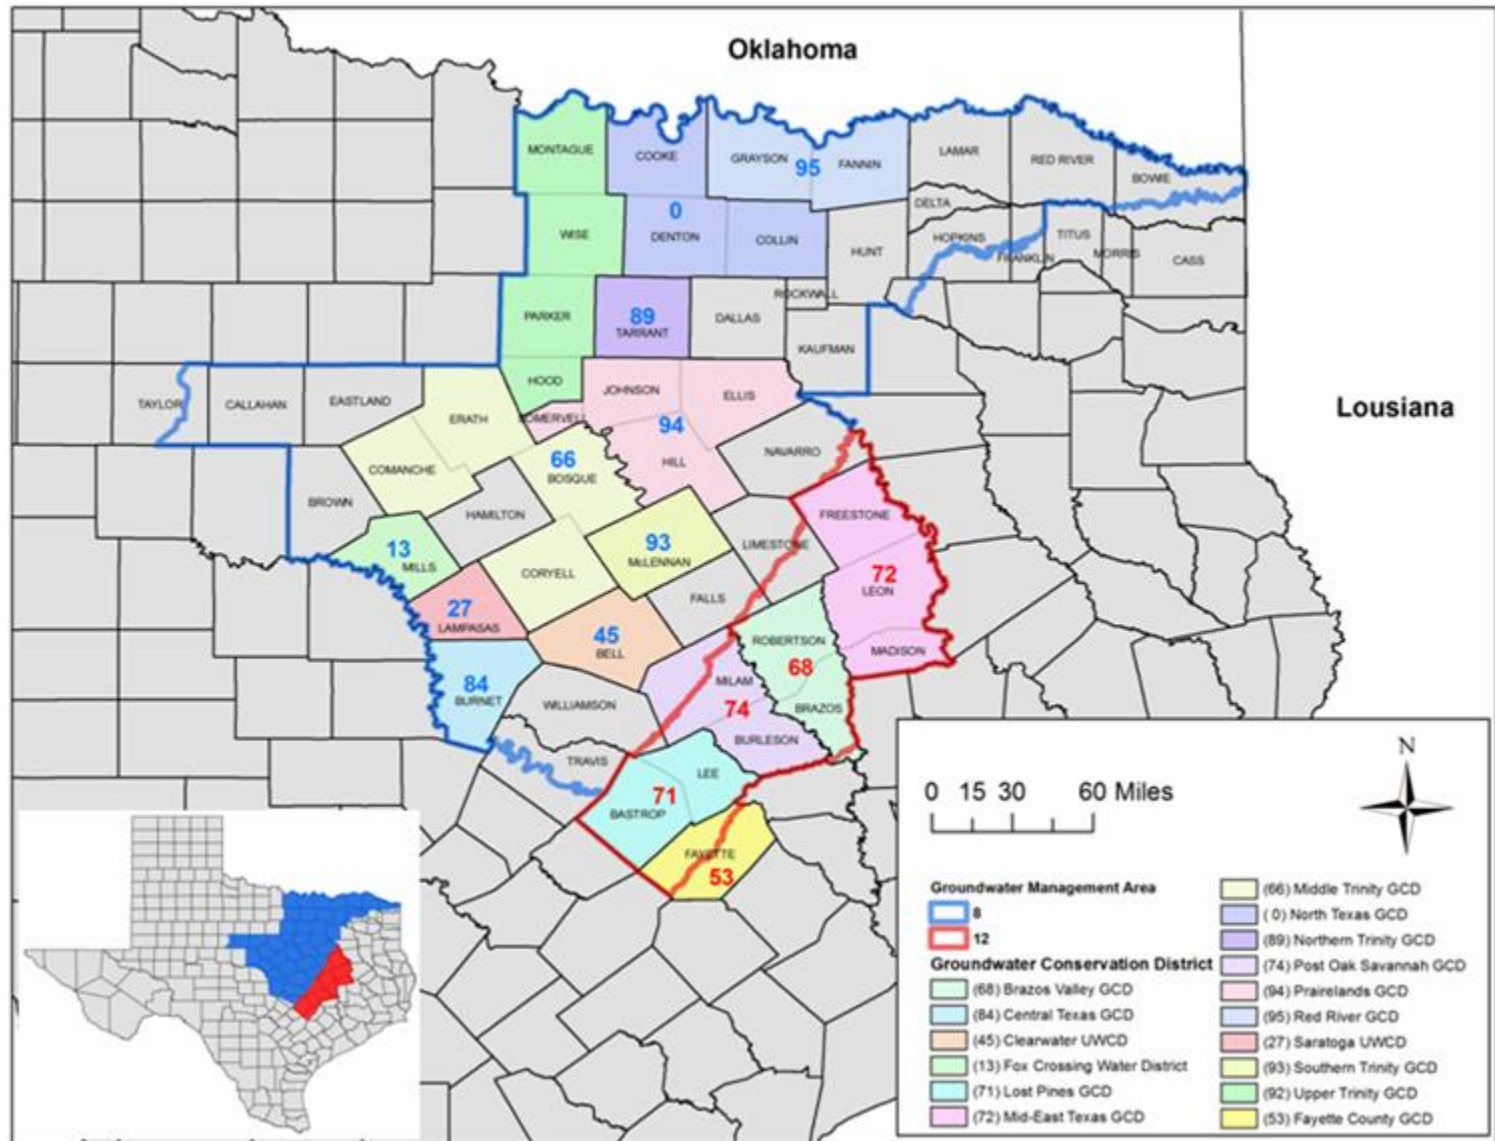 Oklahoma
MONTAGUE
COOKE
GRAYSON
95
FANNIN
LAMAR
RED RIVER
BOWIE
DELTA
WISE
0
DENTON
COLLIN
HUNT
HOPKINS
FRANKLIN
TITUS
MORRIS
CASS
PARKER
89
TARRANT
DALLAS
ROCKWALL
KAUFMAN
TAYLOR
CALLAHAN
EASTLAND
HOOD
JOHNSON
ELLIS
Lousiana
ERATH
SOMERVELL
94
HILL
NAVARRO
COMANCHE
66
BOSQUE
BROWN
HAMILTON
FREESTONE
13
MILLS
CORYELL
93
McLENNAN
LIMESTONE
72
LEON
27
LAMPASAS
45
BELL
FALLS
ROBERTSON
68
MADISON
84
BURNET
WILLIAMSON
MILAM
74
BRAZOS
BURLESON
TRAVIS
LEE
71
BASTROP
FAYETTE
53
N
0 15 30 60 Miles
Groundwater Management Area
8
12
Groundwater Conservation District
(68) Brazos Valley GCD
(84) Central Texas GCD
(45) Clearwater UWCD
(13) Fox Crossing Water District
(71) Lost Pines GCD
(72) Mid-East Texas GCD
(66) Middle Trinity GCD
( 0) North Texas GCD
(89) Northern Trinity GCD
(74) Post Oak Savannah GCD
(94) Prairelands GCD
(95) Red River GCD
(27) Saratoga UWCD
(93) Southern Trinity GCD
(92) Upper Trinity GCD
(53) Fayette County GCD